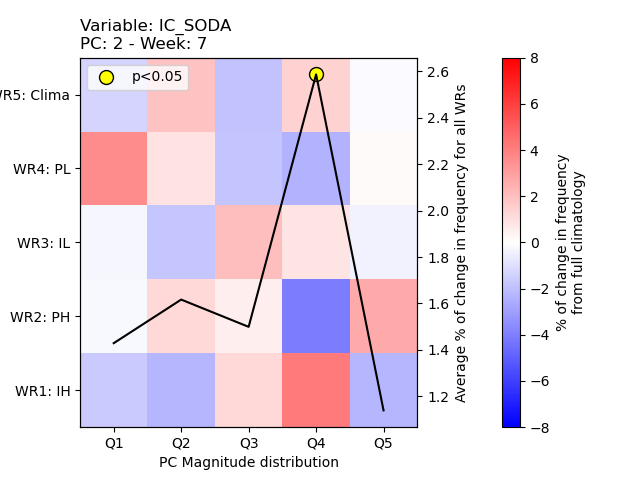 Variable: IC_SODA
PC: 2 - Week: 7
p<0.05
WR5: Clima
WR4: PL
WR3: IL
WR2: PH
WR1: IH
Q1 Q2 Q3 Q4 Q5
PC Magnitude distribution
2.6
2.4
2.2
2.0
1.8
1.6
1.4
1.2
Average % of change in frequency for all WRs
8
6
4
2
0
−2
−4
−6
−8
% of change in frequency
from full climatology